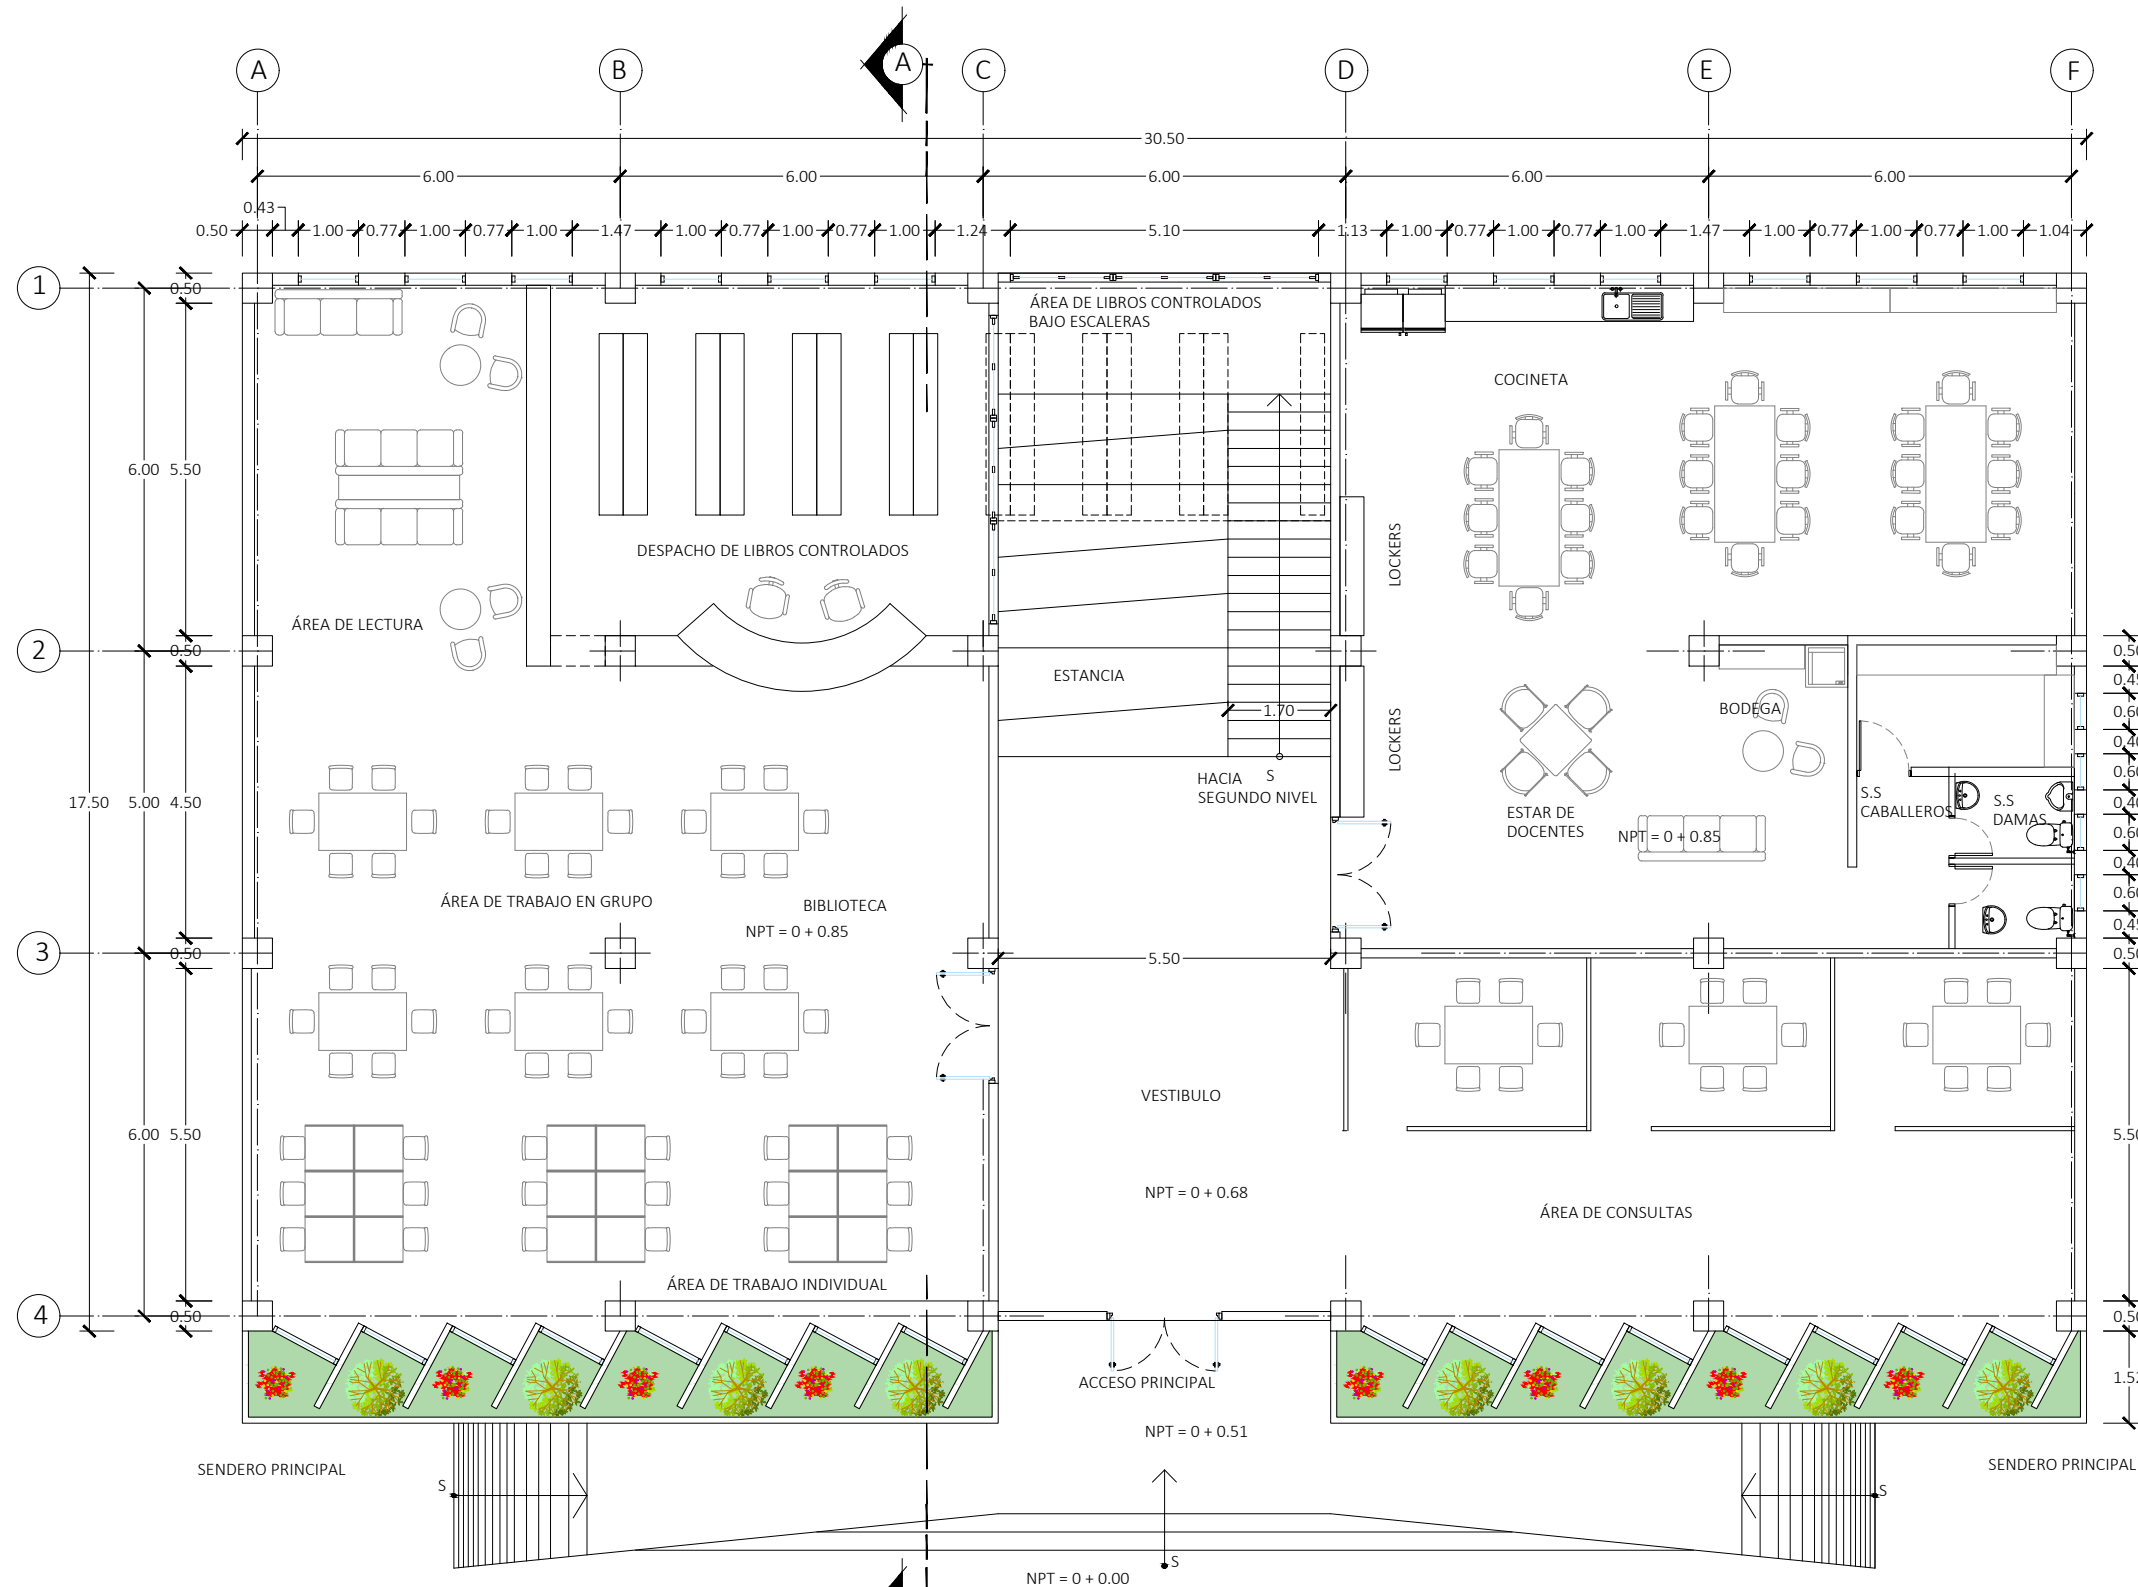 A B A C D E F
30.50
6.00 6.00 6.00 6.00 6.00
0.43
0.50 1.00 0.77 1.00 0.77 1.00 1.47 1.00 0.77 1.00 0.77 1.00 1.24 5.10 1.13 1.00 0.77 1.00 0.77 1.00 1.47 1.00 0.77 1.00 0.77 1.00 1.04
1
0.50
ÁREA DE LIBROS CONTROLADOS
BAJO ESCALERAS
COCINETA
6.00 5.50
LOCKERS
DESPACHO DE LIBROS CONTROLADOS
ÁREA DE LECTURA
2
0.50
ESTANCIA
1.70
LOCKERS
BODEGA
HACIA
SEGUNDO NIVEL
S
17.50 5.00 4.50
ESTAR DE
DOCENTES
NPT = 0 + 0.85
S.S
CABALLEROS
S.S
DAMAS
ÁREA DE TRABAJO EN GRUPO
BIBLIOTECA
NPT = 0 + 0.85
3
0.50
5.50
VESTIBULO
6.00 5.50
NPT = 0 + 0.68
ÁREA DE CONSULTAS
ÁREA DE TRABAJO INDIVIDUAL
4
0.50
ACCESO PRINCIPAL
NPT = 0 + 0.51
SENDERO PRINCIPAL
SENDERO PRINCIPAL
S
S
S
NPT = 0 + 0.00